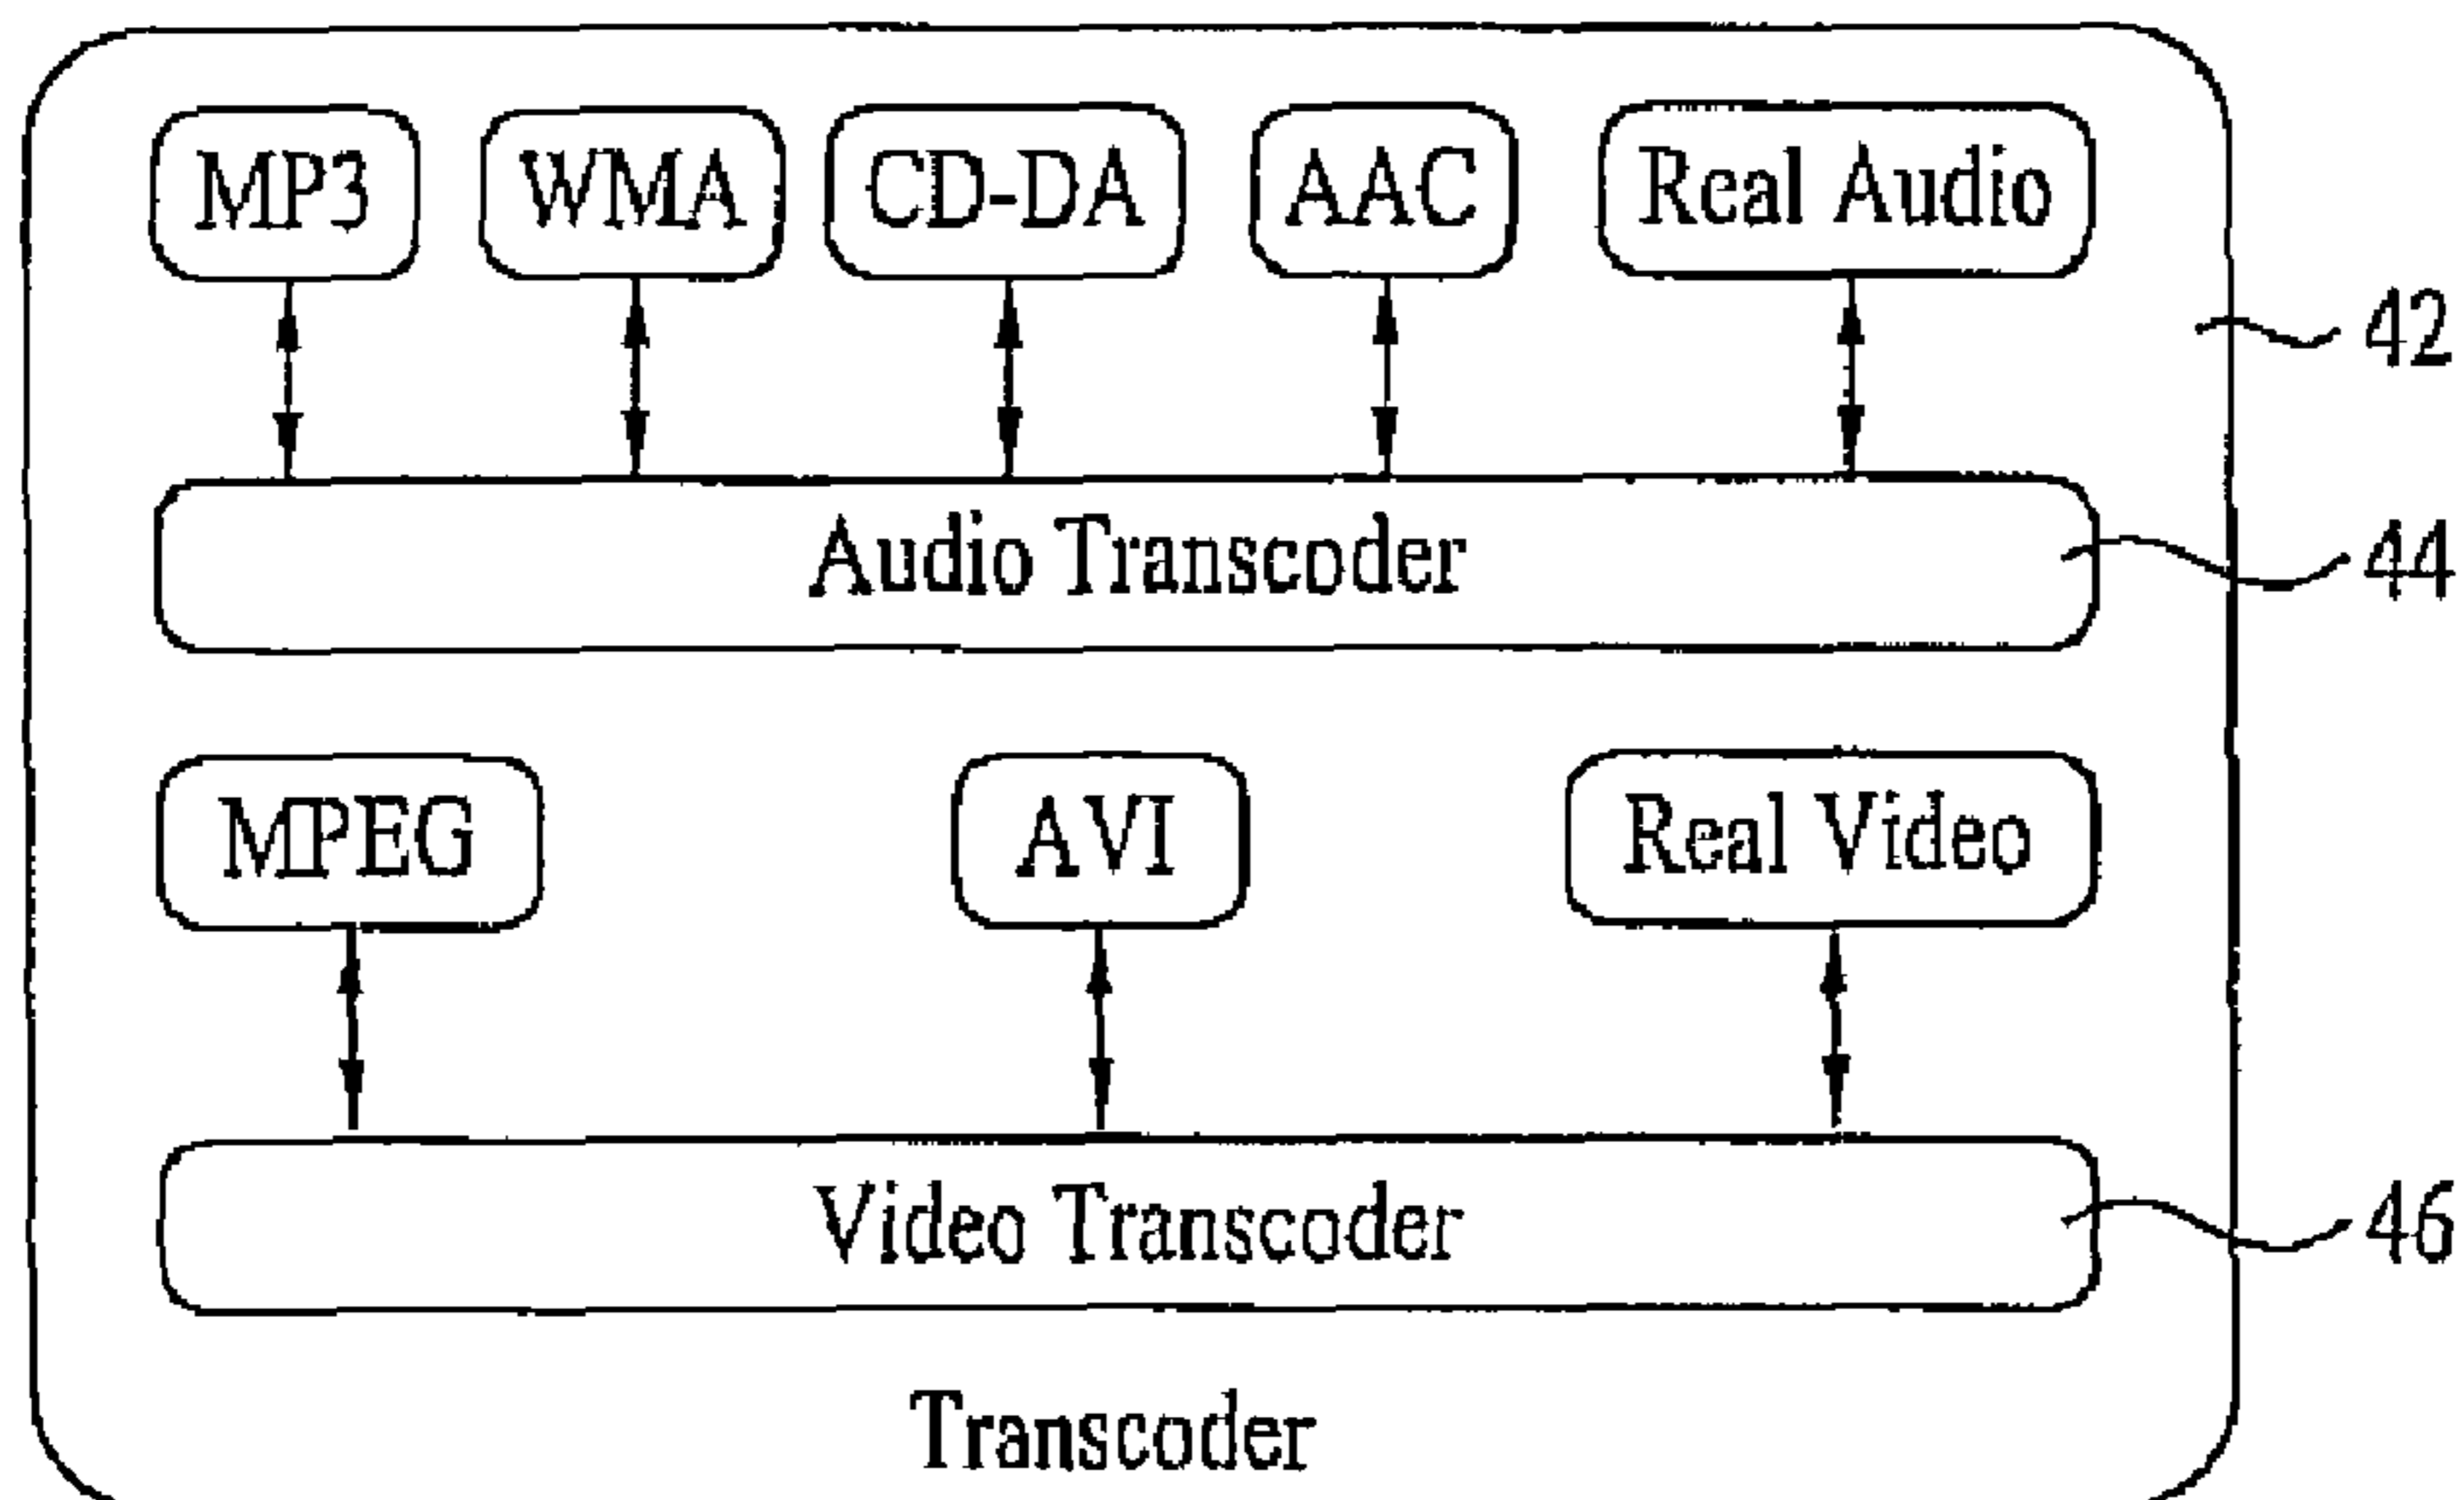 MP3 WMA CD-DA AAC Real Audio
42
Audio Transcoder 44
MPEG AVI Real Video
Video Transcoder 46
Transcoder